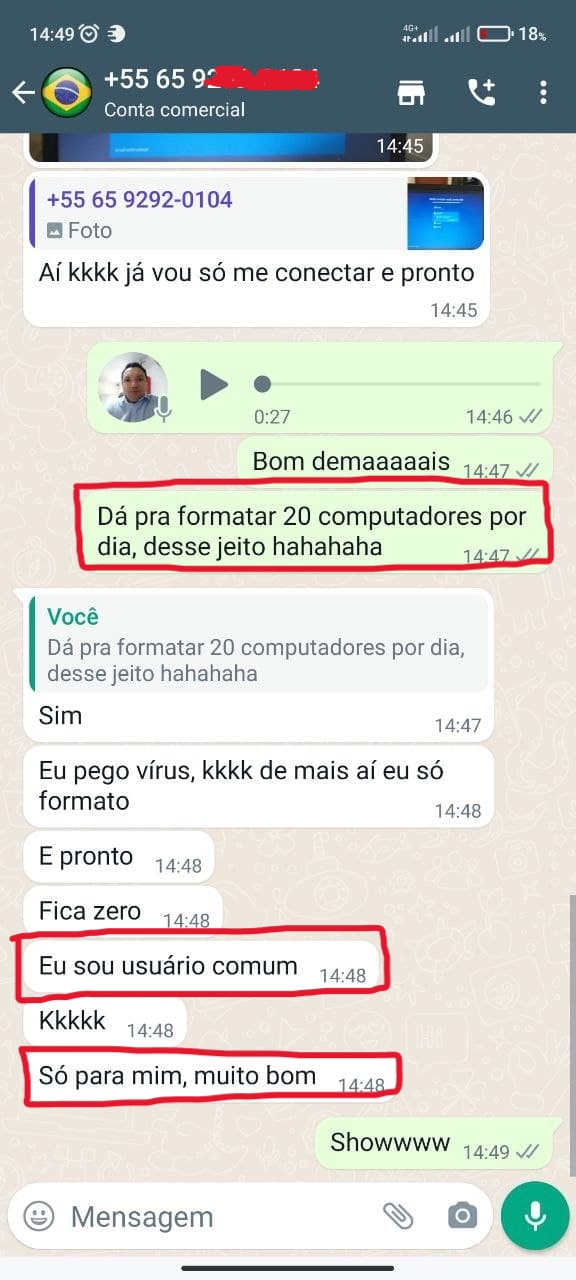 14:49
4G+
18%
+55 65 9
Conta comercial
14:45
+55 65 9292-0104
Foto
Aí kkkk já vou só me conectar e pronto
14:45
0:27
14:46
Bom demaaaaais
14:47
Dá pra formatar 20 computadores por
dia, desse jeito hahahaha
14:47
Você
Dá pra formatar 20 computadores por dia,
desse jeito hahahaha
Sim
14:47
Eu pego vírus, kkkk de mais aí eu só
formato
14:48
E pronto
14:48
Fica zero
14:48
Eu sou usuário comum
14:48
Kkkkk
14:48
Só para mim, muito bom
14:48
Showwww
14:49
Mensagem